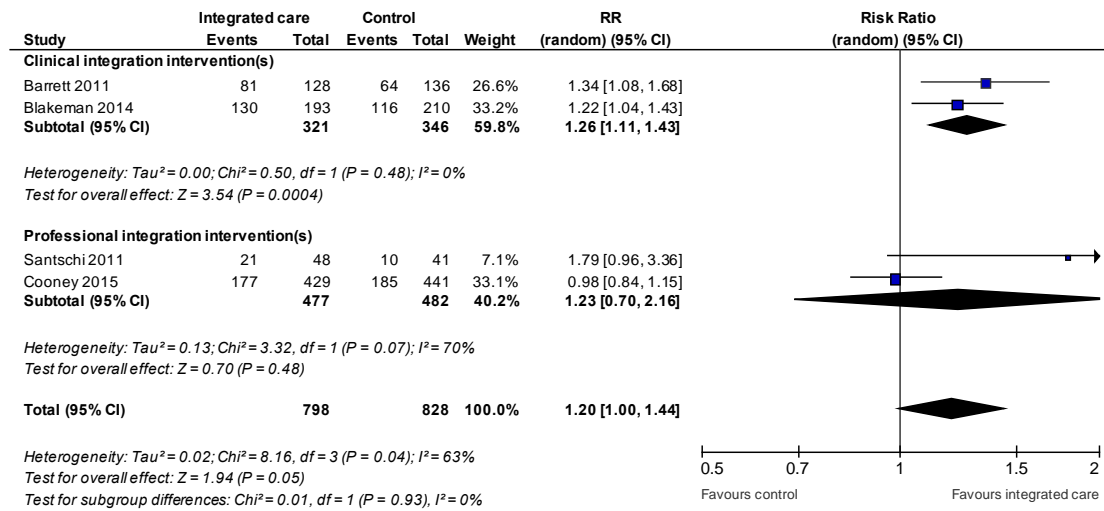 Integrated care Control RR Risk Ratio
Study Events Total Events Total Weight (random) (95% CI) (random) (95% CI)
Clinical integration intervention(s)
Barrett 2011 81 128 64 136 26.6% 1.34 [1.08, 1.68]
Blakeman 2014 130 193 116 210 33.2% 1.22 [1.04, 1.43]
Subtotal (95% CI) 321 346 59.8% 1.26 [1.11, 1.43]
Heterogeneity: Tau² = 0.00; Chi² = 0.50, df = 1 (P = 0.48); I² = 0%
Test for overall effect: Z = 3.54 (P = 0.0004)
Professional integration intervention(s)
Santschi 2011 21 48 10 41 7.1% 1.79 [0.96, 3.36]
Cooney 2015 177 429 185 441 33.1% 0.98 [0.84, 1.15]
Subtotal (95% CI) 477 482 40.2% 1.23 [0.70, 2.16]
Heterogeneity: Tau² = 0.13; Chi² = 3.32, df = 1 (P = 0.07); I² = 70%
Test for overall effect: Z = 0.70 (P = 0.48)
Total (95% CI) 798 828 100.0% 1.20 [1.00, 1.44]
Heterogeneity: Tau² = 0.02; Chi² = 8.16, df = 3 (P = 0.04); I² = 63%
Test for overall effect: Z = 1.94 (P = 0.05)
Test for subgroup differences: Chi² = 0.01, df = 1 (P = 0.93), I² = 0%
0.5 0.7 1 1.5 2
Favours control Favours integrated care